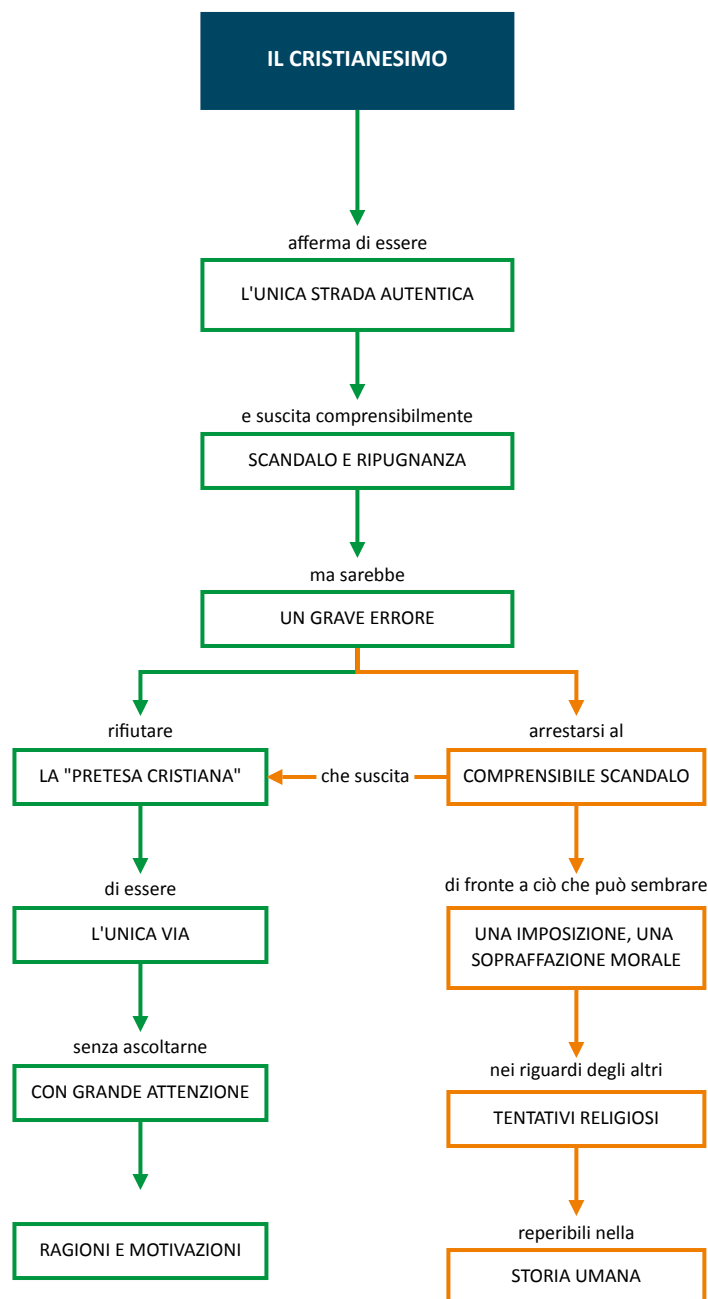 IL CRISTIANESIMO
afferma di essere
L'UNICA STRADA AUTENTICA
e suscita comprensibilmente
SCANDALO E RIPUGNANZA
ma sarebbe
UN GRAVE ERRORE
rifiutare
LA "PRETESA CRISTIANA"
di essere
L'UNICA VIA
senza ascoltarne
CON GRANDE ATTENZIONE
RAGIONI E MOTIVAZIONI
arrestarsi al
COMPRENSIBILE SCANDALO
che suscita
di fronte a ciò che può sembrare
UNA IMPOSIZIONE, UNA
SOPRAFFAZIONE MORALE
nei riguardi degli altri
TENTATIVI RELIGIOSI
reperibili nella
STORIA UMANA